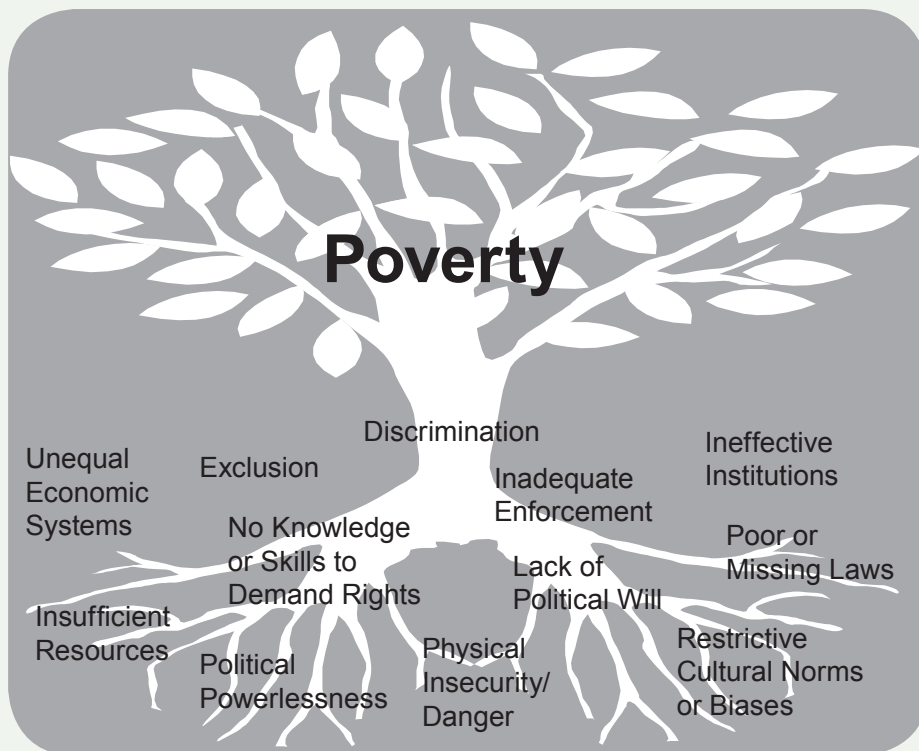 Poverty
Discrimination
Unequal
Economic
Systems
Exclusion
Inadequate
Enforcement
Ineffective
Institutions
No Knowledge
or Skills to
Demand Rights
Lack of
Political Will
Poor or
Missing Laws
Insufficient
Resources
Political
Powerlessness
Physical
Insecurity/
Danger
Restrictive
Cultural Norms
or Biases